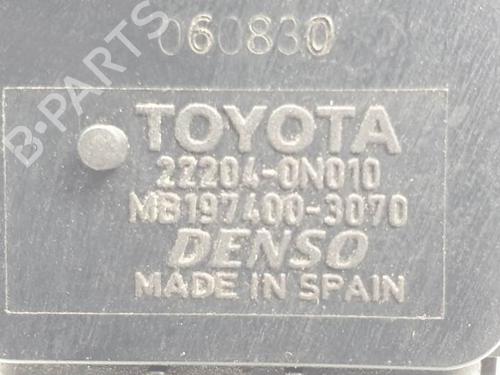 060830
B-PARTS
TOYOTA
22204-0N010
MB197400-3070
DENSO
MADE IN SPAIN